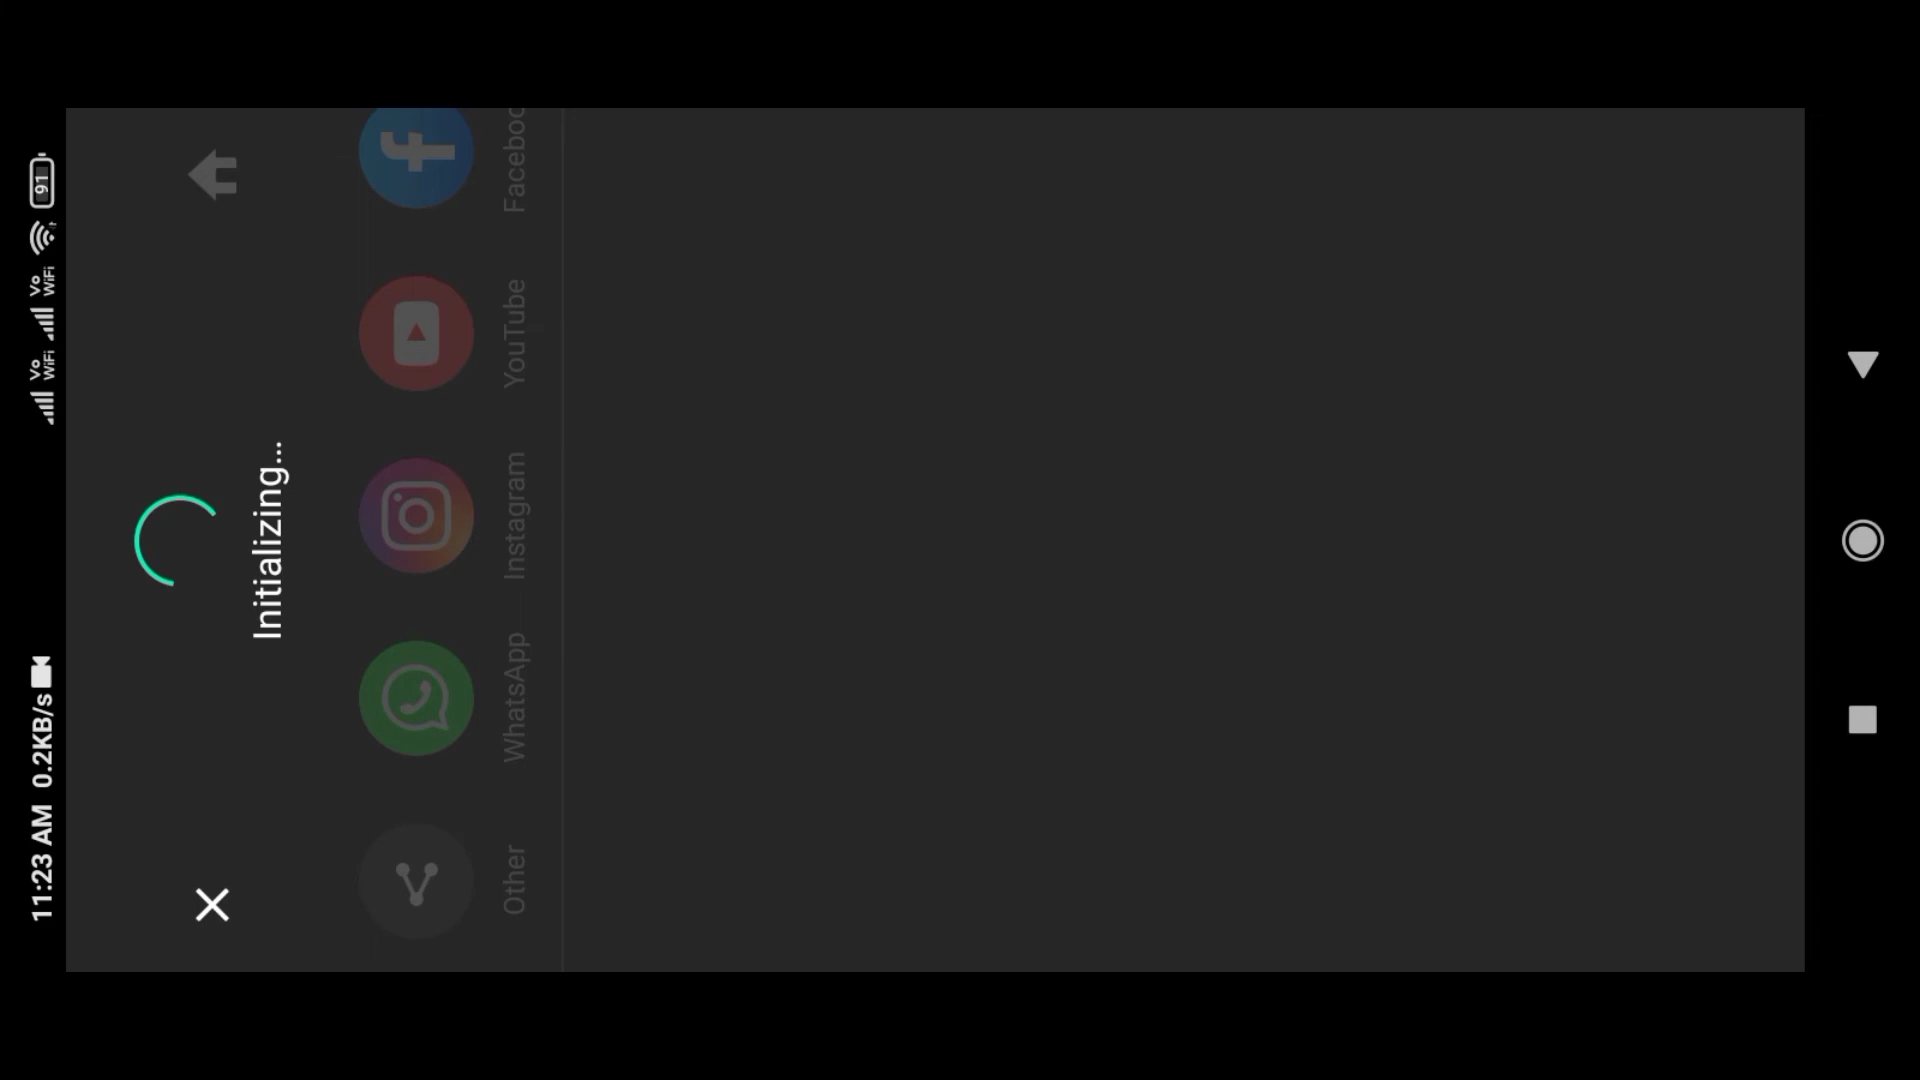 11:23 AM 0.2KB/s
Vo WiFi Vo WiFi 91
Initializing...
Other WhatsApp Instagram YouTube Faceboo